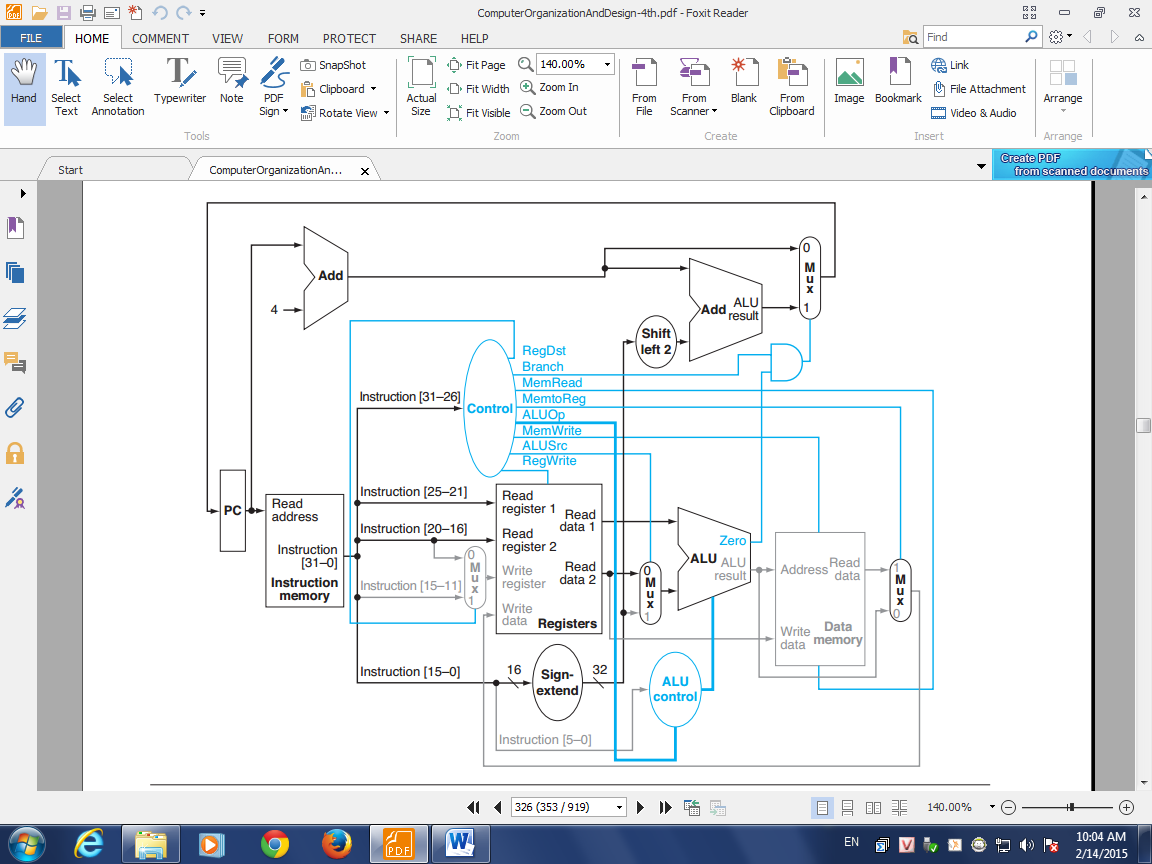 ComputerOrganizationAndDesign-4th.pdf - Foxit Reader
FILE HOME COMMENT VIEW FORM PROTECT SHARE HELP
Find
Hand
Select Text
Select Annotation
Typewriter
Note
PDF Sign
SnapShot
Clipboard
Rotate View
Tools
Actual Size
Fit Page
Fit Width
Fit Visible
140.00%
Zoom In
Zoom Out
Zoom
From File
From Scanner
Blank
From Clipboard
Create
Image
Bookmark
Link
File Attachment
Video & Audio
Insert
Arrange
Arrange
Start
ComputerOrganizationAn...
Create PDF
from scanned documents
Add
4
0
M
u
x
1
Add
ALU
result
Shift
left 2
RegDst
Branch
MemRead
MemtoReg
ALUOp
MemWrite
ALUSrc
RegWrite
Control
Instruction [31–26]
Instruction [25–21]
Instruction [20–16]
Instruction [15–11]
Instruction [15–0]
Instruction [5–0]
PC
Read
address
Instruction
[31–0]
Instruction
memory
0
M
u
x
1
Read
register 1
Read
register 2
Write
register
Write
data
Read
data 1
Read
data 2
Registers
0
M
u
x
1
Zero
ALU
ALU
result
Address
Read
data
Write
data
Data
memory
1
M
u
x
0
16
Sign-
extend
32
ALU
control
326 (353 / 919)
140.00%
PDF
W
EN
10:04 AM
2/14/2015